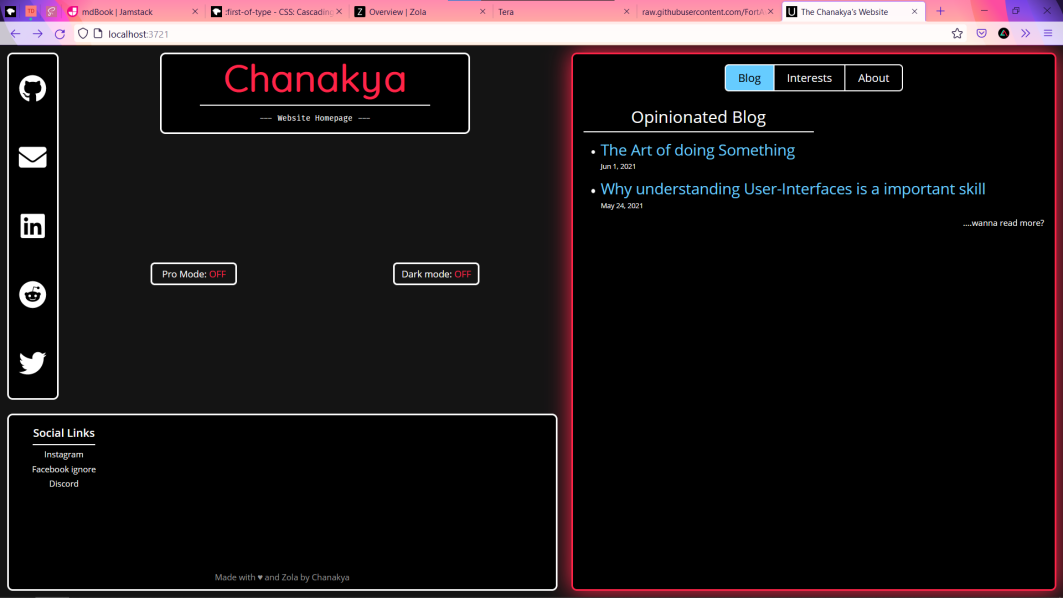 mdBook | Jamstack
:first-of-type - CSS: Cascading
Overview | Zola
Tera
raw.githubusercontent.com/FortA
The Chanakya's Website
localhost:3721
Chanakya
~~~ Website Homepage ~~~
Pro Mode: OFF
Dark mode: OFF
Social Links
Instagram
Facebook ignore
Discord
Made with ♥ and Zola by Chanakya
Blog
Interests
About
Opinionated Blog
• The Art of doing Something
Jun 1, 2021
• Why understanding User-Interfaces is a important skill
May 24, 2021
....wanna read more?